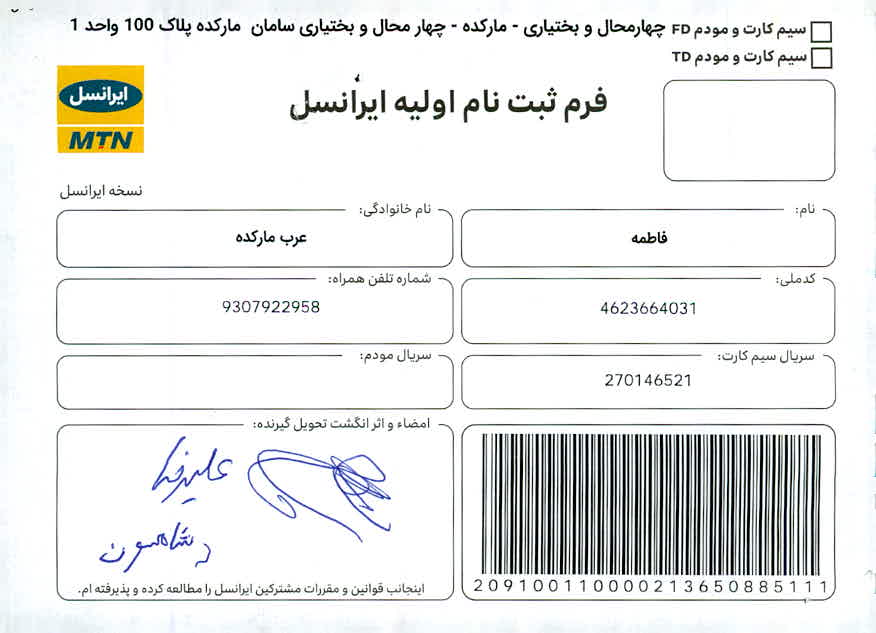 سیم کارت و مودم FD چهارمحال و بختیاری - مارکده - چهار محال و بختیاری سامان مارکده پلاک 100 واحد 1
سیم کارت و مودم TD
ایرانسل
MTN
فرم ثبت نام اولیه ایرانسل
نسخه ایرانسل
نام:
فاطمه
نام خانوادگی:
عرب مارکده
کدملی:
4623664031
شماره تلفن همراه:
9307922958
سریال سیم کارت:
270146521
سریال مودم:
امضاء و اثر انگشت تحویل گیرنده:
علیرضا
اینجانب قوانین و مقررات مشترکین ایرانسل را مطالعه کرده و پذیرفته ام.
209100110000213650885111